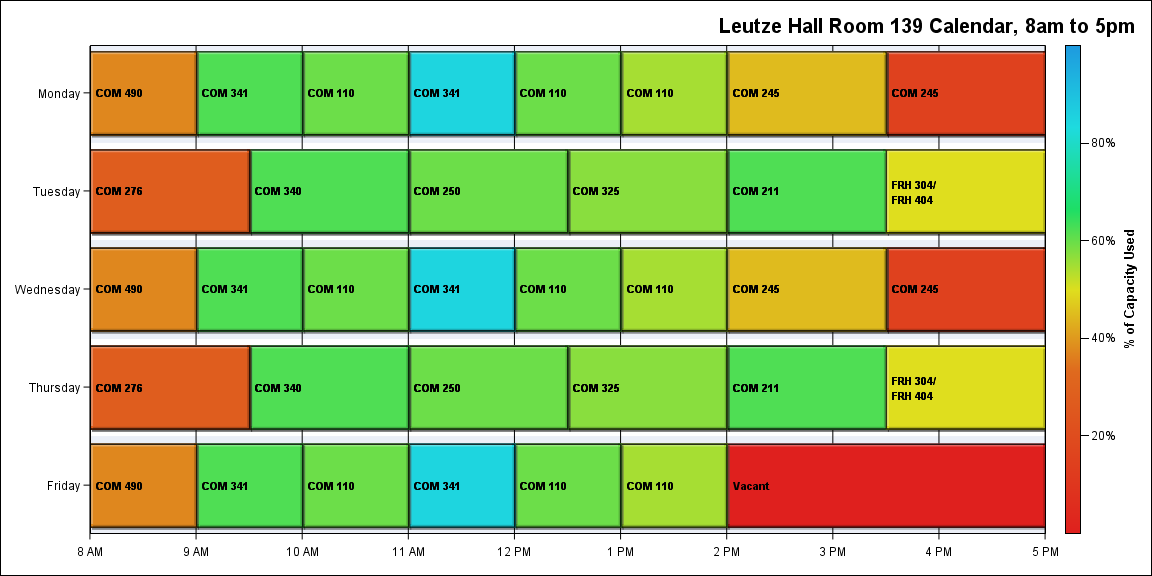 Leutze Hall Room 139 Calendar, 8am to 5pm
Monday
COM 490
COM 341
COM 110
COM 341
COM 110
COM 110
COM 245
COM 245
Tuesday
COM 276
COM 340
COM 250
COM 325
COM 211
FRH 304/
FRH 404
Wednesday
COM 490
COM 341
COM 110
COM 341
COM 110
COM 110
COM 245
COM 245
Thursday
COM 276
COM 340
COM 250
COM 325
COM 211
FRH 304/
FRH 404
Friday
COM 490
COM 341
COM 110
COM 341
COM 110
COM 110
Vacant
8 AM
9 AM
10 AM
11 AM
12 PM
1 PM
2 PM
3 PM
4 PM
5 PM
80%
60%
40%
20%
% of Capacity Used